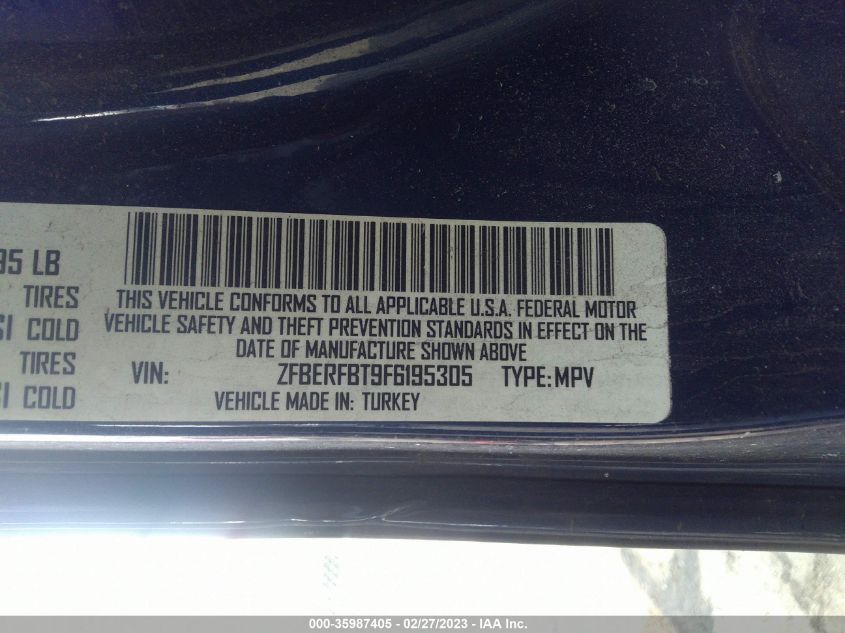 95 LB
TIRES
SI COLD
TIRES
SI COLD
THIS VEHICLE CONFORMS TO ALL APPLICABLE U.S.A. FEDERAL MOTOR
VEHICLE SAFETY AND THEFT PREVENTION STANDARDS IN EFFECT ON THE
DATE OF MANUFACTURE SHOWN ABOVE
VIN: ZFBERFBT9F6195305 TYPE: MPV
VEHICLE MADE IN: TURKEY
000-35987405 - 02/27/2023 - IAA Inc.